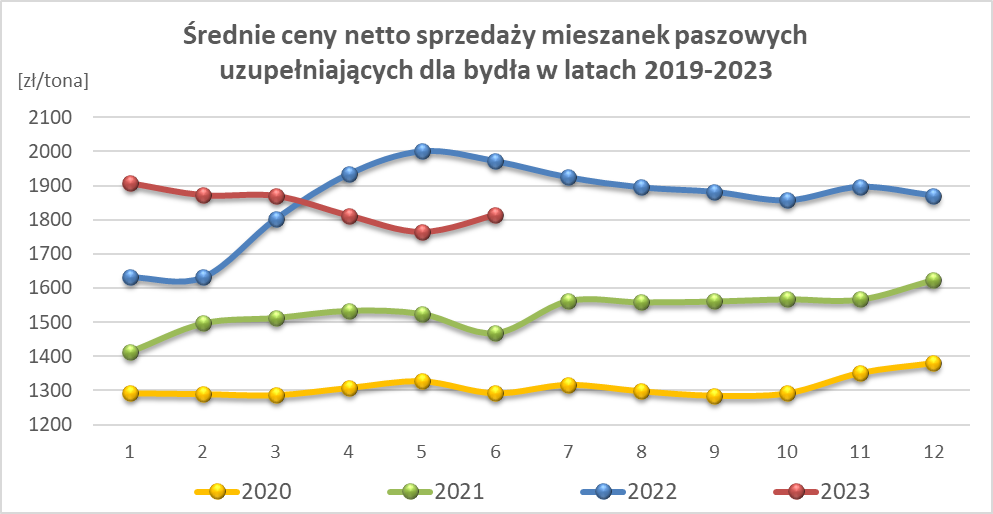 Średnie ceny netto sprzedaży mieszanek paszowych
uzupełniających dla bydła w latach 2019-2023
[zł/tona]
2100
2000
1900
1800
1700
1600
1500
1400
1300
1200
1 2 3 4 5 6 7 8 9 10 11 12
2020 2021 2022 2023